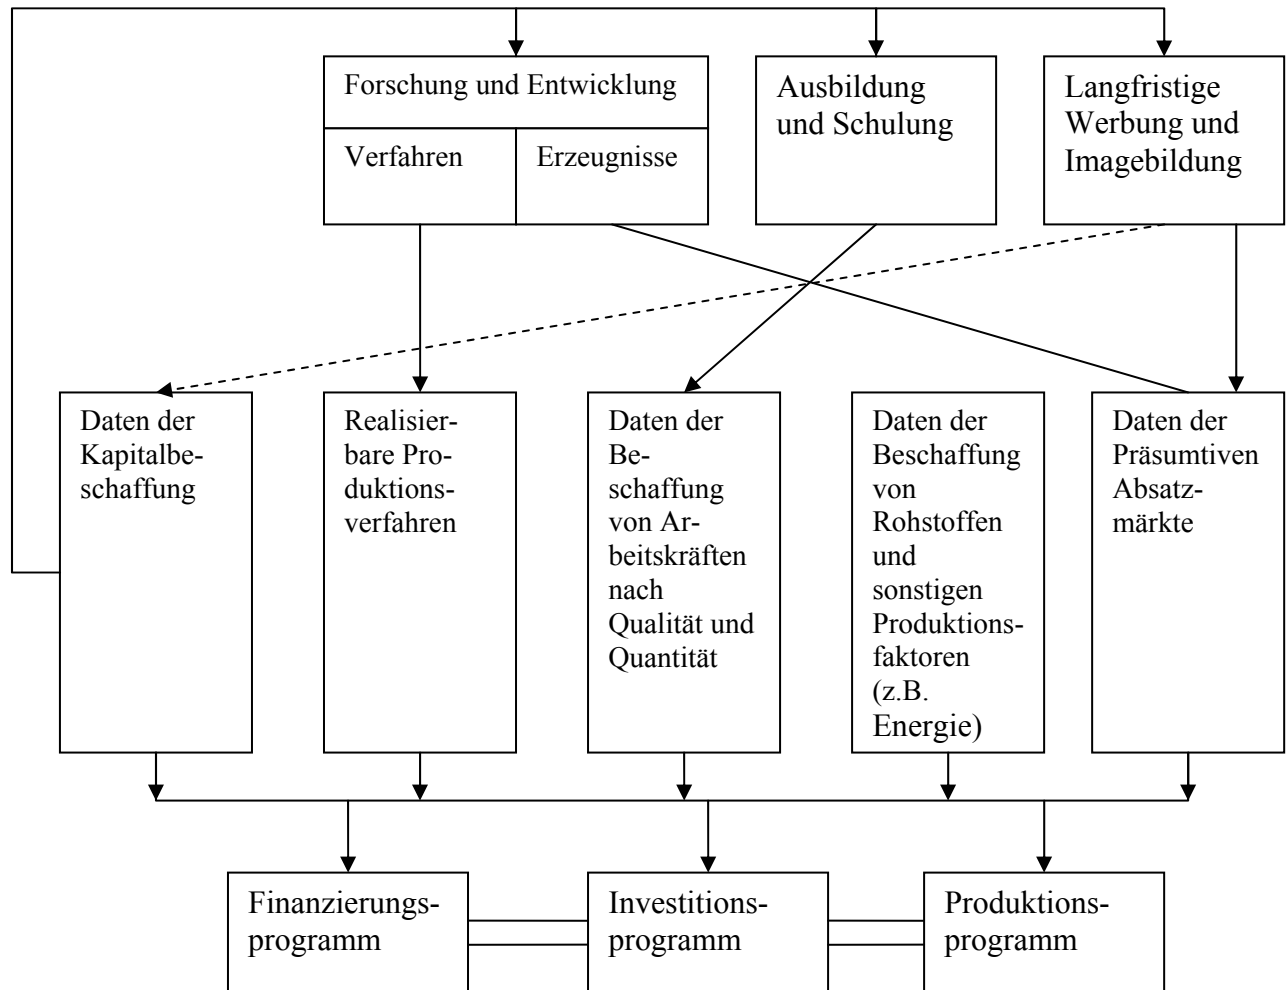 Forschung und Entwicklung
Verfahren
Erzeugnisse
Ausbildung
und Schulung
Langfristige
Werbung und
Imagebildung
Daten der
Kapitalbe-
schaffung
Realisier-
bare Pro-
duktions-
verfahren
Daten der
Be-
schaffung
von Ar-
beitskräften
nach
Qualität und
Quantität
Daten der
Beschaffung
von
Rohstoffen
und
sonstigen
Produktions-
faktoren
(z.B.
Energie)
Daten der
Präsumtiven
Absatz-
märkte
Finanzierungs-
programm
Investitions-
programm
Produktions-
programm